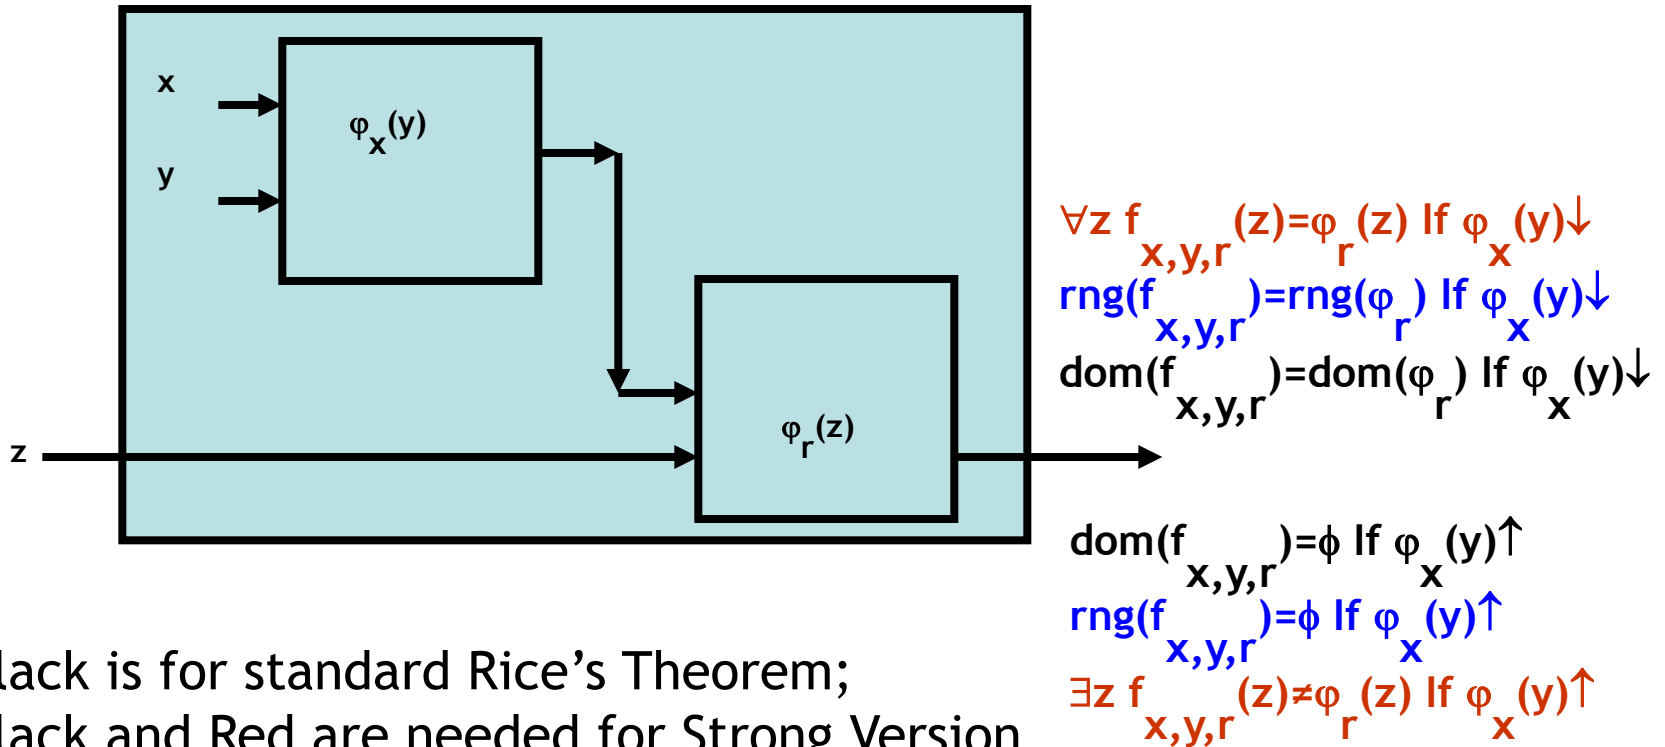 x
φx(y)
y
z
φr(z)
∀z fx,y,r(z)=φr(z) If φx(y)↓
rng(fx,y,r)=rng(φr) If φx(y)↓
dom(fx,y,r)=dom(φr) If φx(y)↓
dom(fx,y,r)=ϕ If φx(y)↑
rng(fx,y,r)=ϕ If φx(y)↑
∃z fx,y,r(z)≠φr(z) If φx(y)↑
lack is for standard Rice’s Theorem;
lack and Red are needed for Strong Version